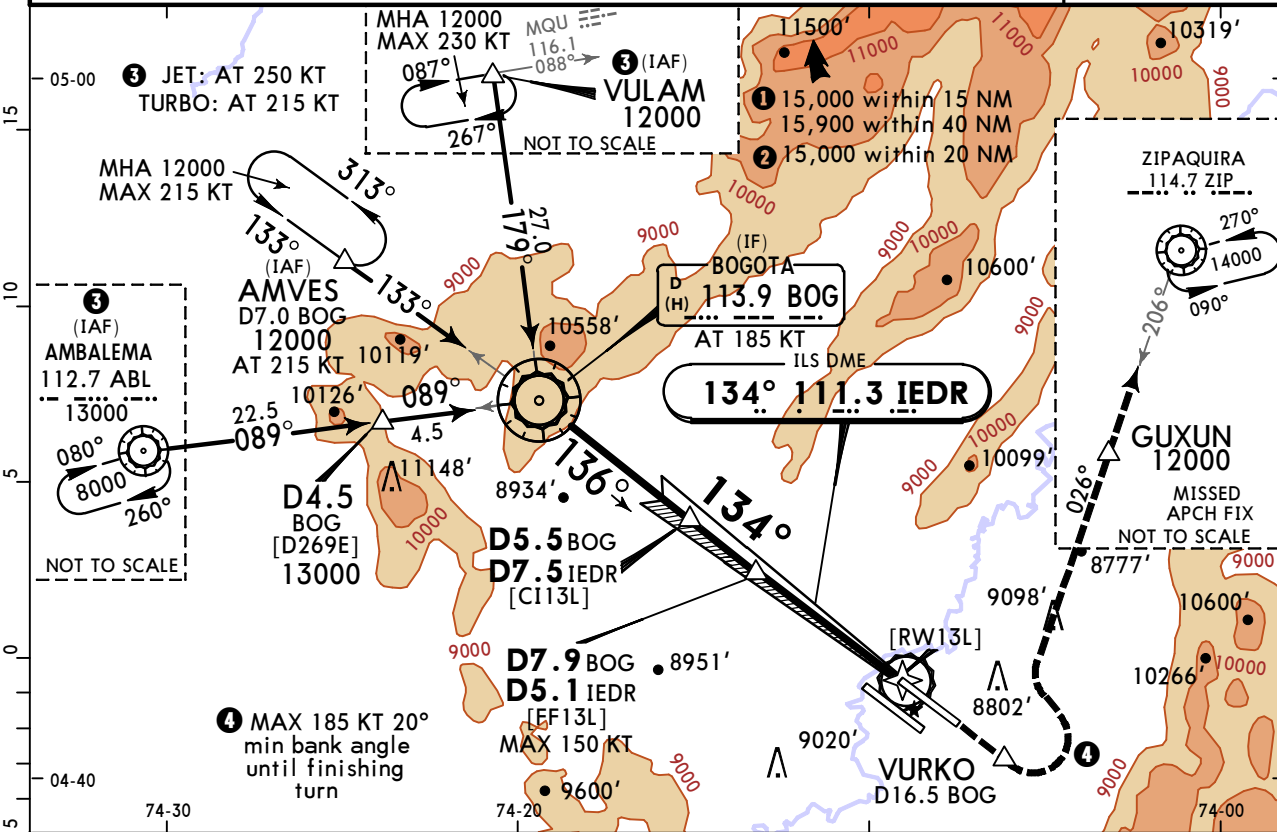 MHA 12000
MAX 230 KT
087°
267°
MQU
116.1
088°
❸ (IAF)
VULAM
12000
NOT TO SCALE
11500'
11000
11000
10319'
10000
9000
05-00
❸ JET: AT 250 KT
TURBO: AT 215 KT
❶ 15,000 within 15 NM
15,900 within 40 NM
❷ 15,000 within 20 NM
15
MHA 12000
MAX 215 KT
313°
133°
133°
(IAF)
AMVES
D7.0 BOG
12000
AT 215 KT
27.0
179°
9000
9000
10000
9000
10000
10600'
9000
ZIPAQUIRA
114.7 ZIP
270°
14000
090°
206°
(IF)
BOGOTA
D
(H)
113.9 BOG
AT 185 KT
10
❸
(IAF)
AMBALEMA
112.7 ABL
13000
080°
8000
260°
NOT TO SCALE
10119'
10558'
10126'
22.5
089°
089°
4.5
ILS DME
134° 111.3 IEDR
10000
10099'
9000
GUXUN
12000
026°
MISSED
APCH FIX
NOT TO SCALE
5
11148'
10000
D4.5
BOG
[D269E]
13000
8934'
136°
134°
D5.5 BOG
D7.5 IEDR
[CI13L]
8777'
9000
9098'
10600'
0
9000
D7.9 BOG
D5.1 IEDR
[FF13L]
MAX 150 KT
8951'
[RW13L]
8802'
10266'
10000
❹ MAX 185 KT 20°
min bank angle
until finishing
turn
9020'
VURKO
D16.5 BOG
❹
9000
9000
9600'
04-40
5
74-30
74-20
74-00